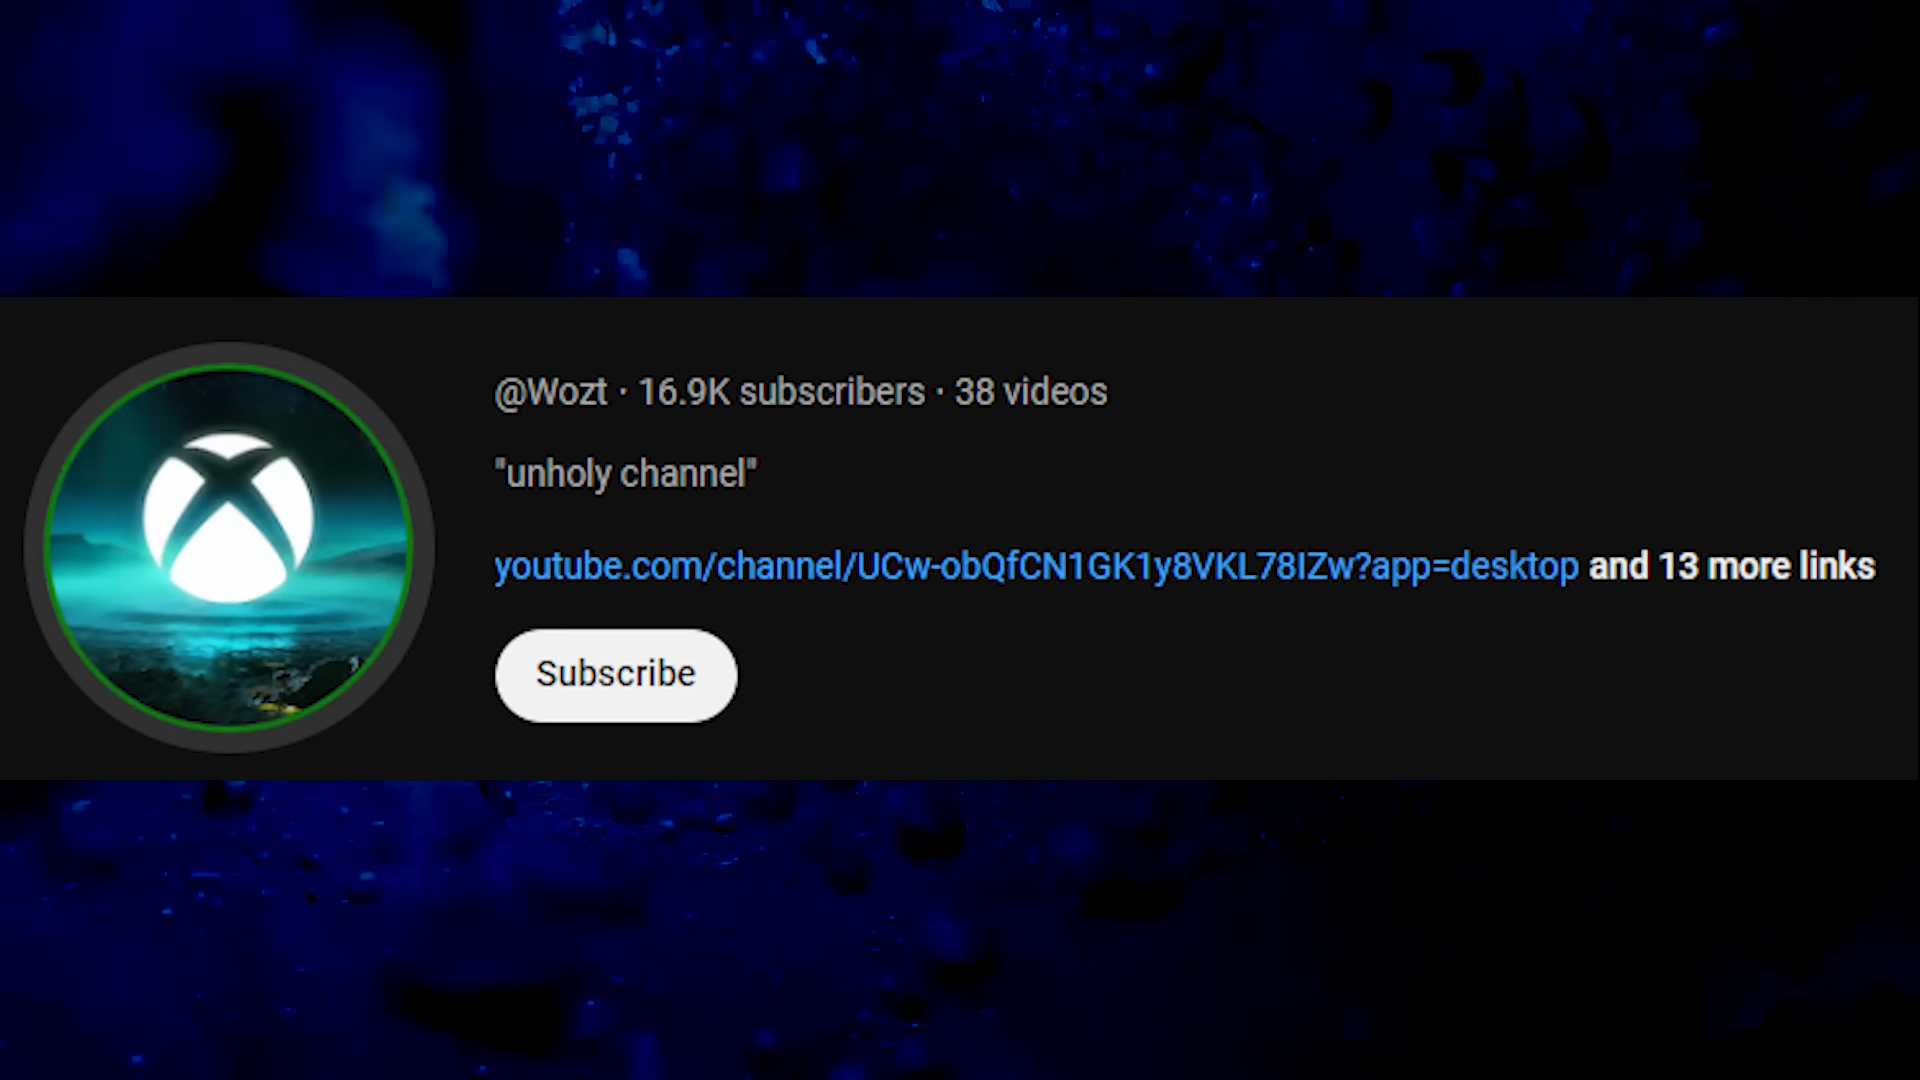 @Wozt · 16.9K subscribers · 38 videos
"unholy channel"
youtube.com/channel/UCw-obQfCN1GK1y8VKL78IZw?app=desktop and 13 more links
Subscribe